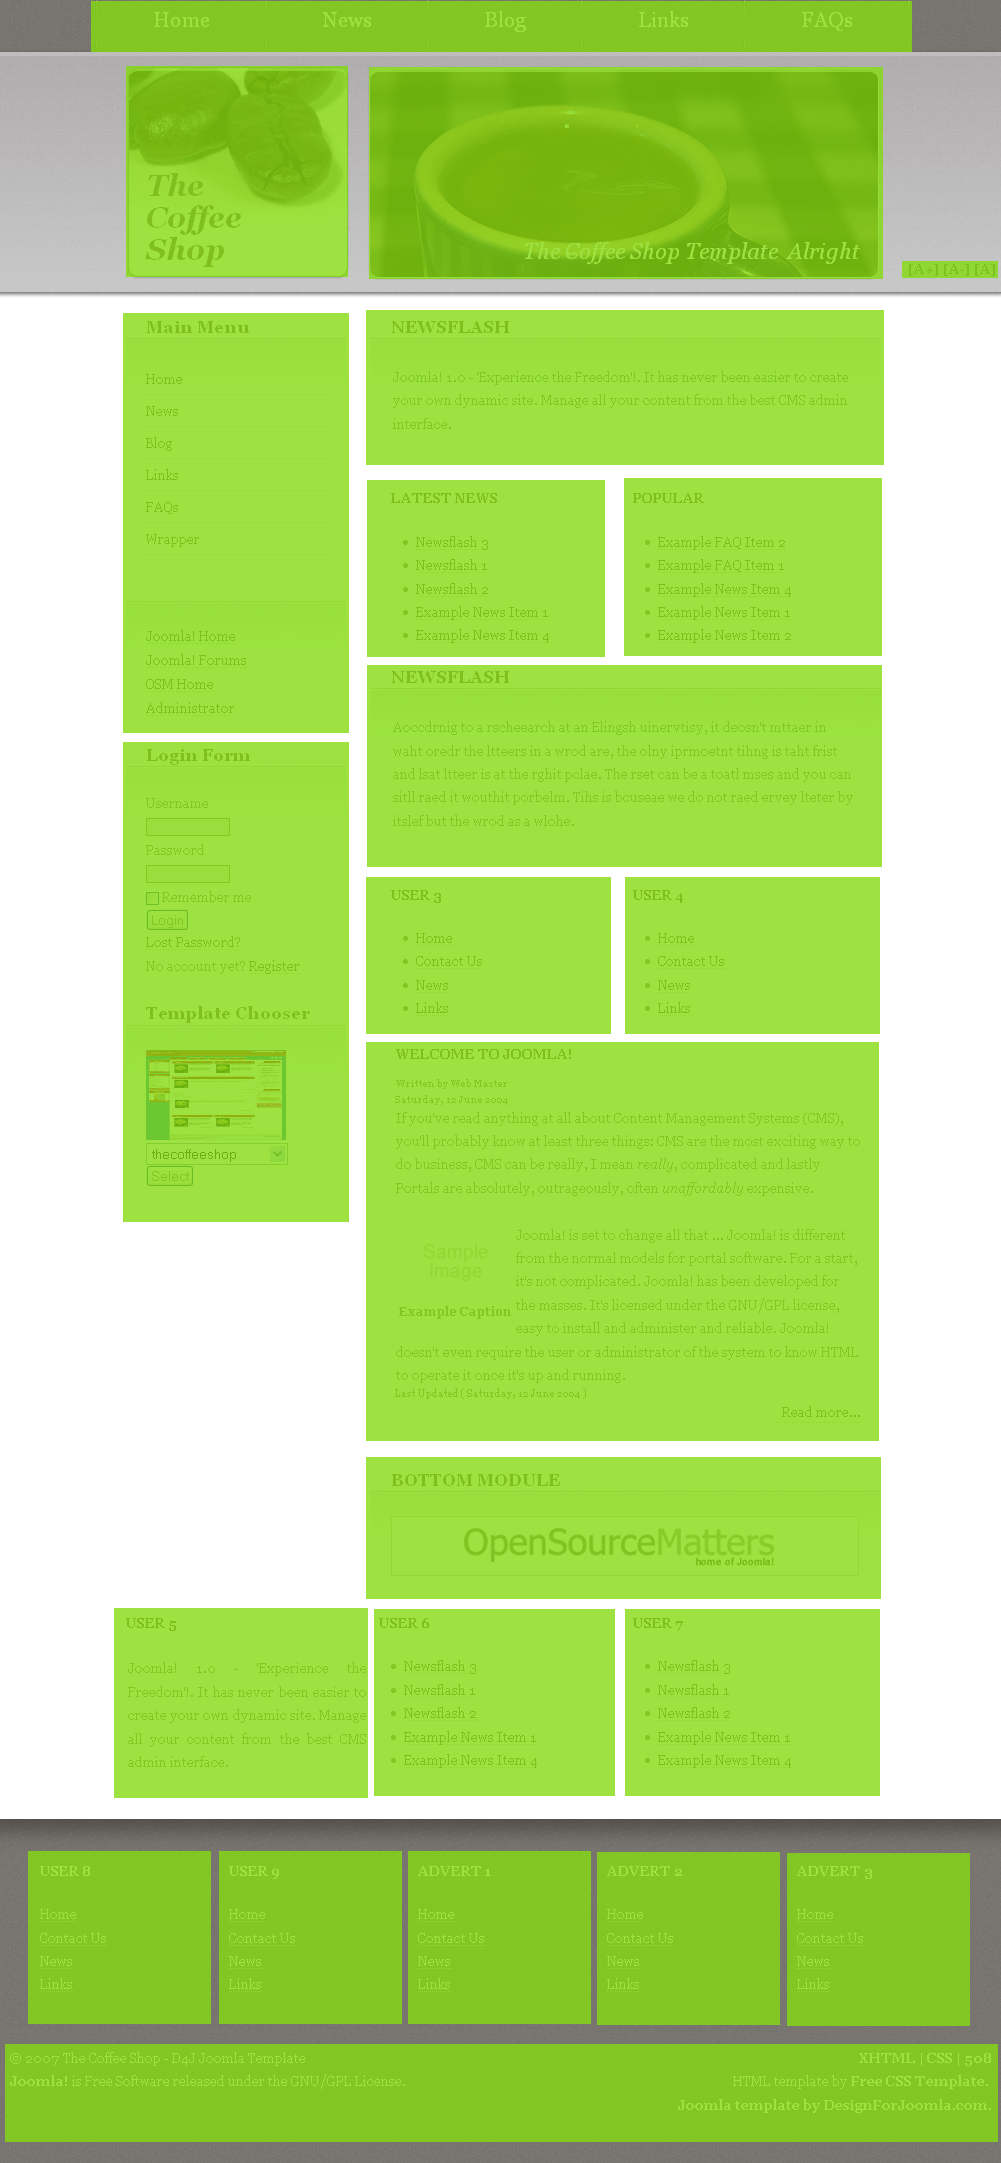 Home News Blog Links FAQs
The
Coffee
Shop
The Coffee Shop Template Alright
[A+] [A-] [A]
Main Menu
Home
News
Blog
Links
FAQs
Wrapper
Joomla! Home
Joomla! Forums
OSM Home
Administrator
Login Form
Username
Password
Remember me
Login
Lost Password?
No account yet? Register
Template Chooser
thecoffeeshop
Select
NEWSFLASH
Joomla! 1.0 - 'Experience the Freedom'!. It has never been easier to create
your own dynamic site. Manage all your content from the best CMS admin
interface.
LATEST NEWS
Newsflash 3
Newsflash 1
Newsflash 2
Example News Item 1
Example News Item 4
POPULAR
Example FAQ Item 2
Example FAQ Item 1
Example News Item 4
Example News Item 1
Example News Item 2
NEWSFLASH
Aoccdrnig to a rscheearch at an Elingsh uinervtisy, it deosn't mttaer in
waht oredr the ltteers in a wrod are, the olny iprmoetnt tihng is taht frist
and lsat ltteer is at the rghit pclae. The rset can be a toatl mses and you can
sitll raed it wouthit porbelm. Tihs is bcuseae we do not raed ervey lteter by
itslef but the wrod as a wlohe.
USER 3
Home
Contact Us
News
Links
USER 4
Home
Contact Us
News
Links
WELCOME TO JOOMLA!
Written by Web Master
Saturday, 12 June 2004
If you've read anything at all about Content Management Systems (CMS),
you'll probably know at least three things: CMS are the most exciting way to
do business, CMS can be really, I mean really, complicated and lastly
Portals are absolutely, outrageously, often unaffordably expensive.
Sample
Image
Example Caption
Joomla! is set to change all that ... Joomla! is different
from the normal models for portal software. For a start,
it's not complicated. Joomla! has been developed for
the masses. It's licensed under the GNU/GPL license,
easy to install and administer and reliable. Joomla!
doesn't even require the user or administrator of the system to know HTML
to operate it once it's up and running.
Last Updated ( Saturday, 12 June 2004 )
Read more...
BOTTOM MODULE
OpenSourceMatters
home of Joomla!
USER 5
Joomla! 1.0 - 'Experience the
Freedom'!. It has never been easier to
create your own dynamic site. Manage
all your content from the best CMS
admin interface.
USER 6
Newsflash 3
Newsflash 1
Newsflash 2
Example News Item 1
Example News Item 4
USER 7
Newsflash 3
Newsflash 1
Newsflash 2
Example News Item 1
Example News Item 4
USER 8
Home
Contact Us
News
Links
USER 9
Home
Contact Us
News
Links
ADVERT 1
Home
Contact Us
News
Links
ADVERT 2
Home
Contact Us
News
Links
ADVERT 3
Home
Contact Us
News
Links
© 2007 The Coffee Shop - D4J Joomla Template
Joomla! is Free Software released under the GNU/GPL License.
XHTML | CSS | 508
HTML template by Free CSS Template.
Joomla template by DesignForJoomla.com.